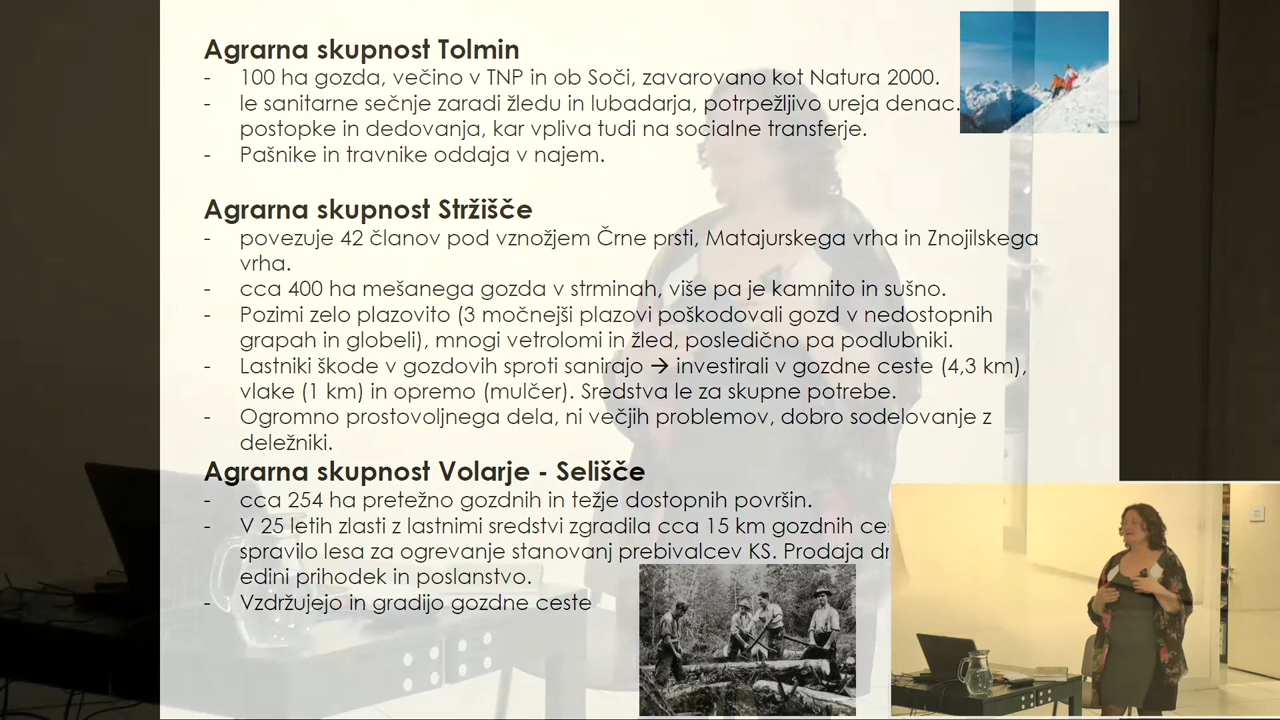 Agrarna skupnost Tolmin
- 100 ha gozda, večino v TNP in ob Soči, zavarovano kot Natura 2000.
- le sanitarne sečnje zaradi žledu in lubadarja, potrpežljivo ureja denac.
postopke in dedovanja, kar vpliva tudi na socialne transferje.
- Pašnike in travnike oddaja v najem.
Agrarna skupnost Stržišče
- povezuje 42 članov pod vznožjem Črne prsti, Matajurskega vrha in Znojilskega
vrha.
- cca 400 ha mešanega gozda v strminah, više pa je kamnito in sušno.
- Pozimi zelo plazovito (3 močnejši plazovi poškodovali gozd v nedostopnih
grapah in globeli), mnogi vetrolomi in žled, posledično pa podlubniki.
- Lastniki škode v gozdovih sproti sanirajo → investirali v gozdne ceste (4,3 km),
vlake (1 km) in opremo (mulčer). Sredstva le za skupne potrebe.
- Ogromno prostovoljnega dela, ni večjih problemov, dobro sodelovanje z
deležniki.
Agrarna skupnost Volarje - Selišče
- cca 254 ha pretežno gozdnih in težje dostopnih površin.
- V 25 letih zlasti z lastnimi sredstvi zgradila cca 15 km gozdnih
spravilo lesa za ogrevanje stanovanj prebivalcev KS. Prodaja
edini prihodek in poslanstvo.
- Vzdržujejo in gradijo gozdne ceste